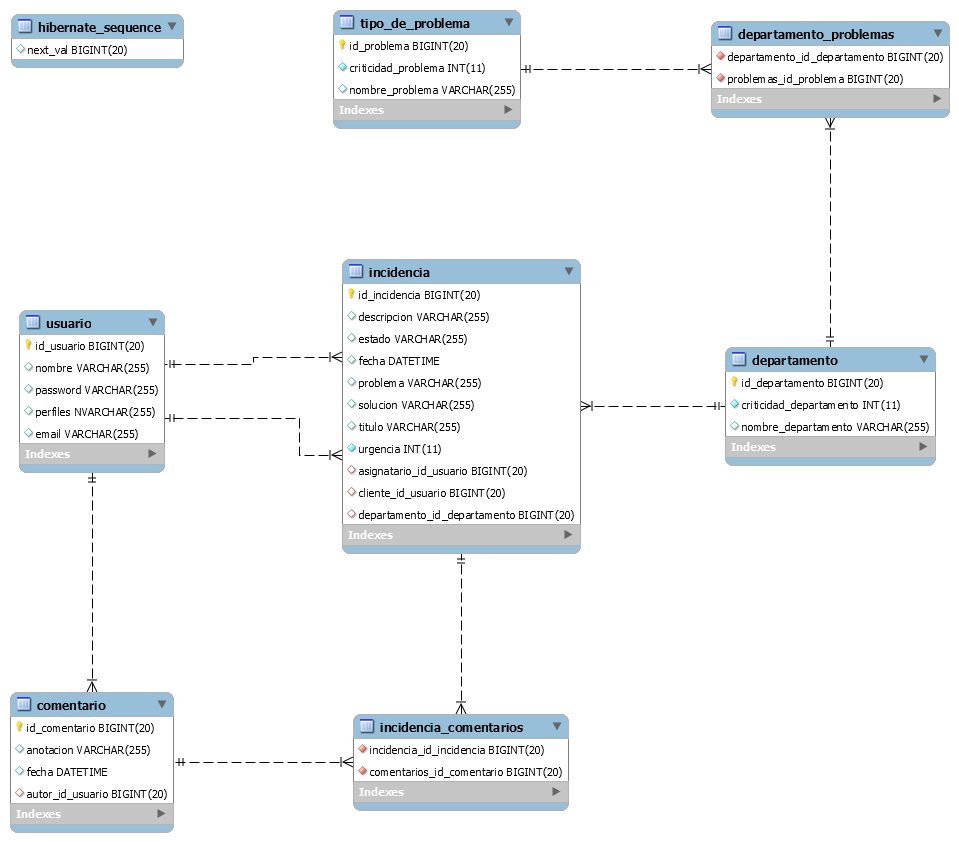 hibernate_sequence
next_val BIGINT(20)
tipo_de_problema
id_problema BIGINT(20)
criticidad_problema INT(11)
nombre_problema VARCHAR(255)
Indexes
departamento_problemas
departamento_id_departamento BIGINT(20)
problemas_id_problema BIGINT(20)
Indexes
incidencia
id_incidencia BIGINT(20)
descripcion VARCHAR(255)
estado VARCHAR(255)
fecha DATETIME
problema VARCHAR(255)
solucion VARCHAR(255)
titulo VARCHAR(255)
urgencia INT(11)
asignatario_id_usuario BIGINT(20)
cliente_id_usuario BIGINT(20)
departamento_id_departamento BIGINT(20)
Indexes
usuario
id_usuario BIGINT(20)
nombre VARCHAR(255)
password VARCHAR(255)
perfiles NVARCHAR(255)
email VARCHAR(255)
Indexes
departamento
id_departamento BIGINT(20)
criticidad_departamento INT(11)
nombre_departamento VARCHAR(255)
Indexes
comentario
id_comentario BIGINT(20)
anotacion VARCHAR(255)
fecha DATETIME
autor_id_usuario BIGINT(20)
Indexes
incidencia_comentarios
incidencia_id_incidencia BIGINT(20)
comentarios_id_comentario BIGINT(20)
Indexes